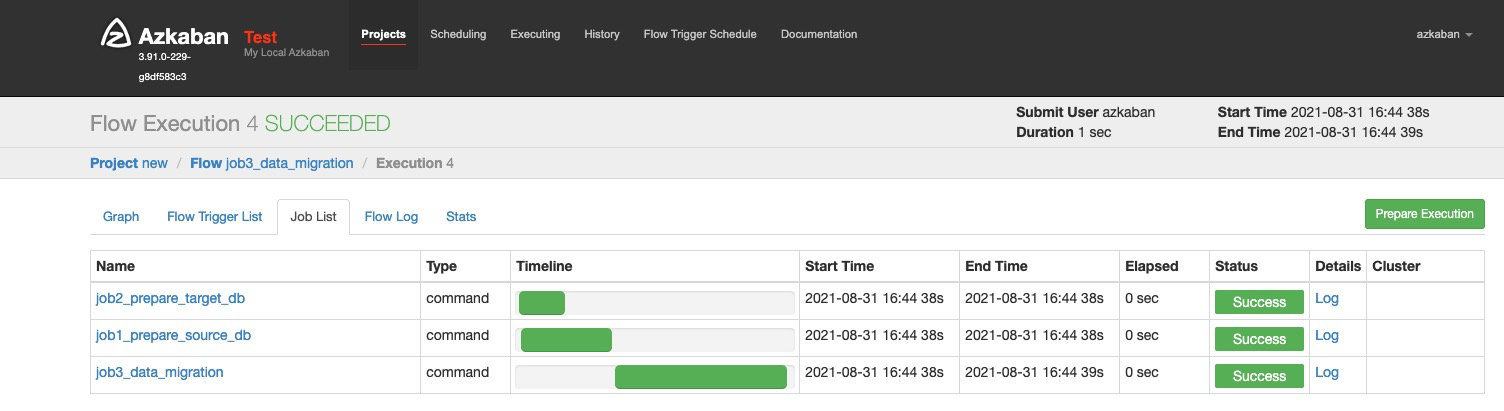 Azkaban Test Projects Scheduling Executing History Flow Trigger Schedule Documentation azkaban
My Local Azkaban
3.91.0-229-
g8df583c3
Flow Execution 4 SUCCEEDED
Submit User azkaban Start Time 2021-08-31 16:44 38s
Duration 1 sec End Time 2021-08-31 16:44 39s
Project new / Flow job3_data_migration / Execution 4
Graph Flow Trigger List Job List Flow Log Stats Prepare Execution
Name Type Timeline Start Time End Time Elapsed Status Details Cluster
job2_prepare_target_db command 2021-08-31 16:44 38s 2021-08-31 16:44 38s 0 sec Success Log
job1_prepare_source_db command 2021-08-31 16:44 38s 2021-08-31 16:44 38s 0 sec Success Log
job3_data_migration command 2021-08-31 16:44 38s 2021-08-31 16:44 39s 0 sec Success Log